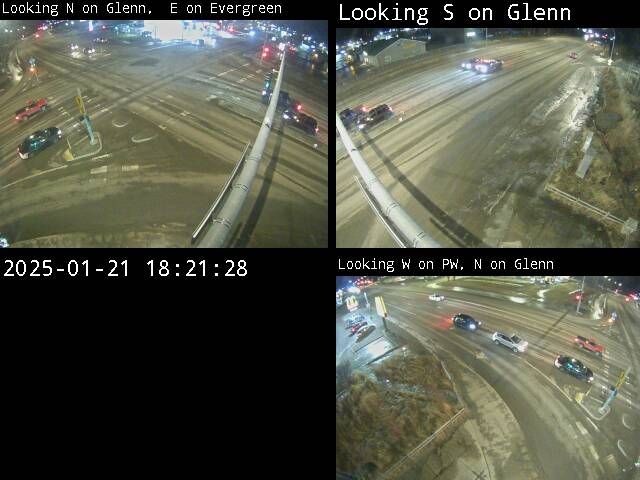 Looking N on Glenn,  E on Evergreen
Looking S on Glenn
2025-01-21 18:21:28
Looking W on PW, N on Glenn